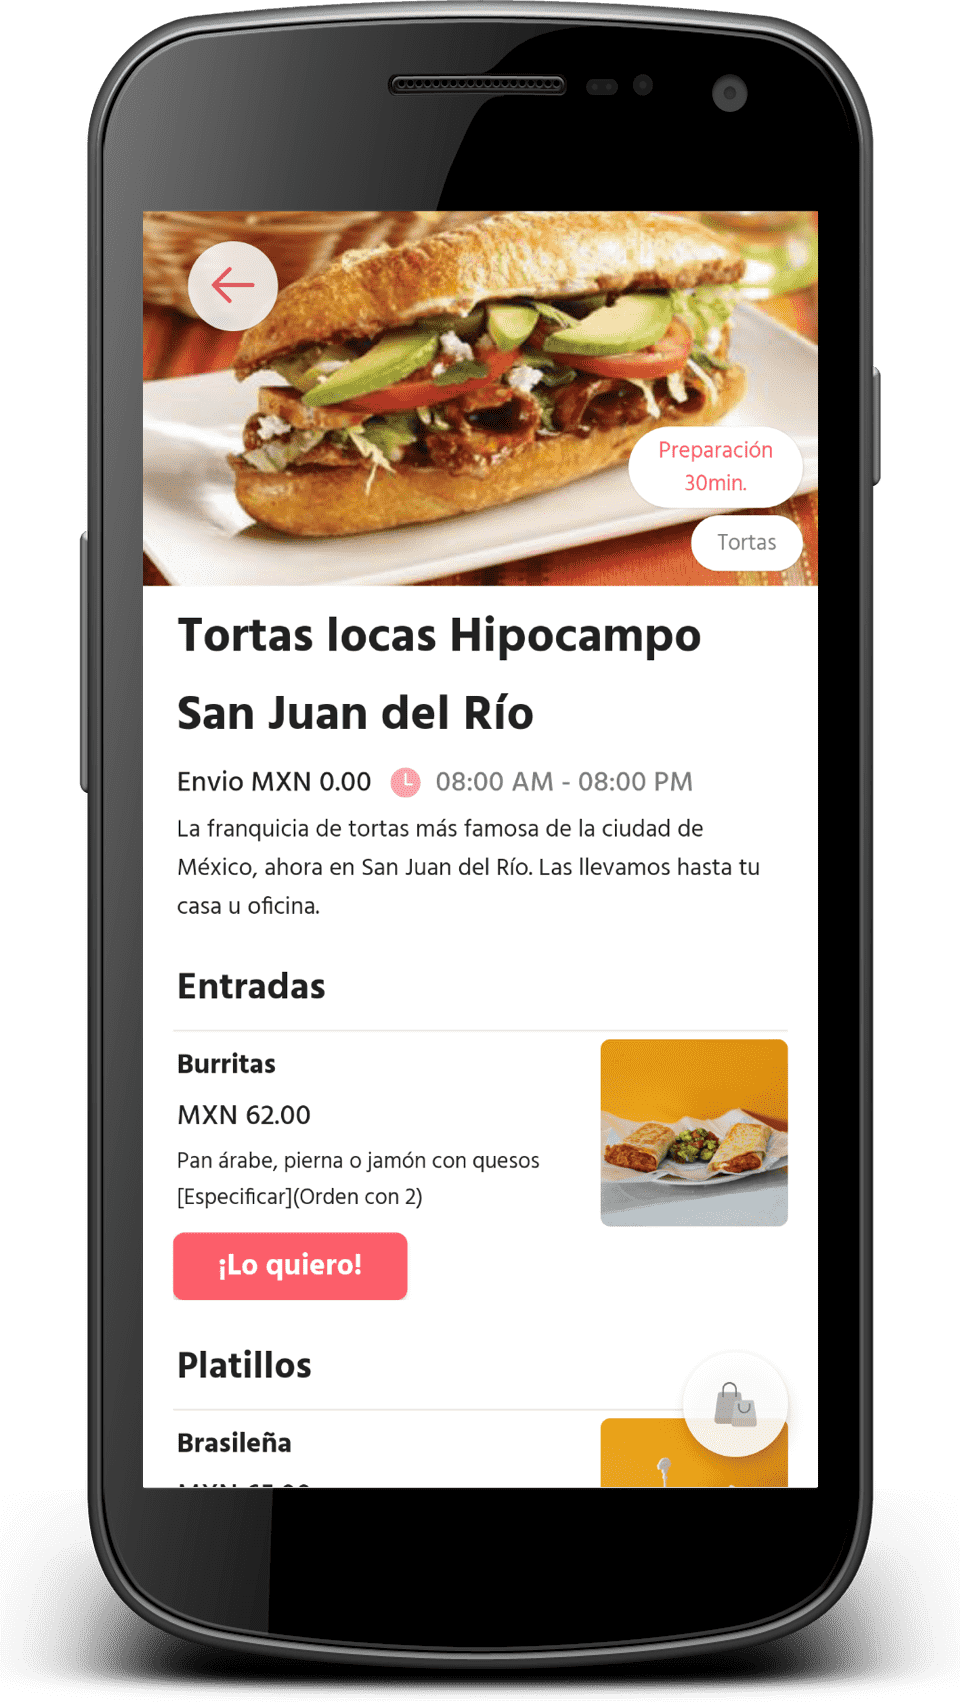 Preparación
30min.
Tortas
Tortas locas Hipocampo
San Juan del Río
Envio MXN 0.00 08:00 AM - 08:00 PM
La franquicia de tortas más famosa de la ciudad de
México, ahora en San Juan del Río. Las llevamos hasta tu
casa u oficina.
Entradas
Burritas
MXN 62.00
Pan árabe, pierna o jamón con quesos
[Especificar](Orden con 2)
¡Lo quiero!
Platillos
Brasileña